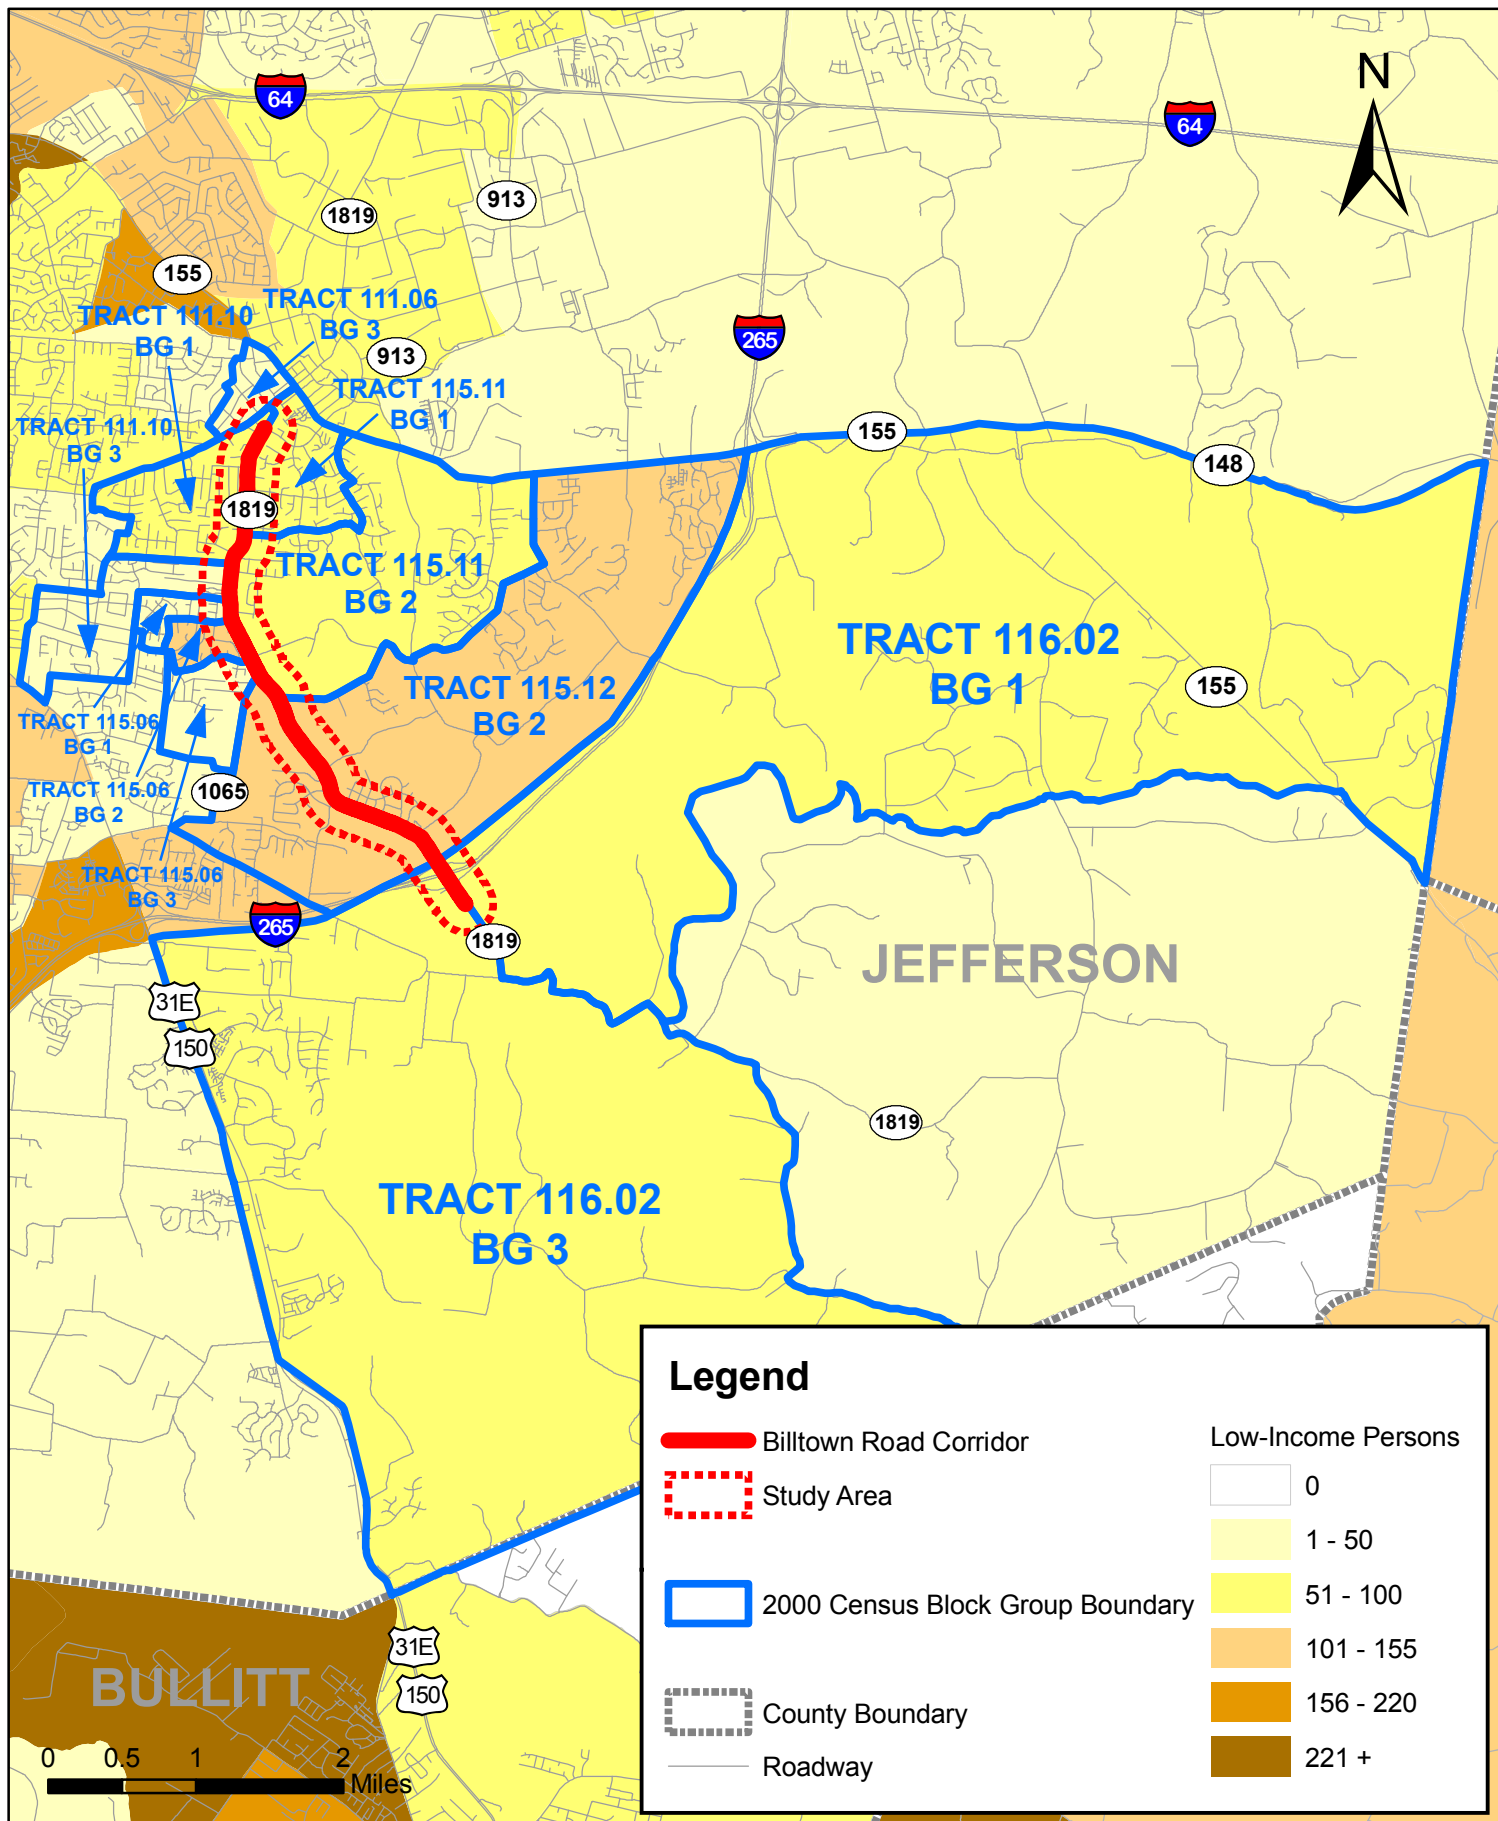 N
64
64
1819
913
155
TRACT 111.06
BG 3
TRACT 111.10
BG 1
265
913
TRACT 115.11
BG 1
TRACT 111.10
BG 3
155
148
1819
TRACT 115.11
BG 2
TRACT 116.02
BG 1
155
TRACT 115.12
BG 2
TRACT 115.06
BG 1
TRACT 115.06
BG 2
1065
TRACT 115.06
BG 3
265
1819
JEFFERSON
31E
150
1819
TRACT 116.02
BG 3
Legend
Billtown Road Corridor
Study Area
2000 Census Block Group Boundary
County Boundary
Roadway
Low-Income Persons
0
1 - 50
51 - 100
101 - 155
156 - 220
221 +
31E
150
BULLITT
0 0.5 1 2
Miles